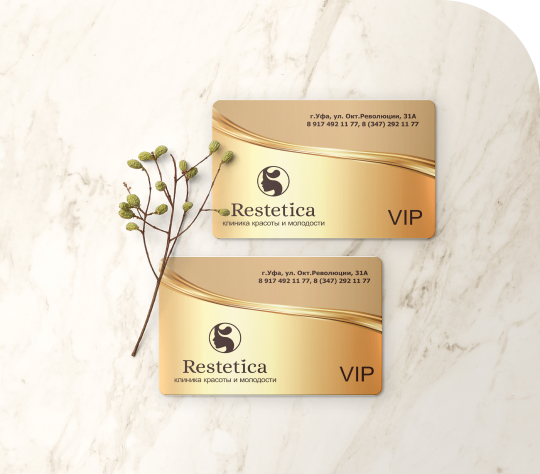 г.Уфа, ул. Окт.Революции, 31А
8 917 492 11 77, 8 (347) 292 11 77
Restetica
клиника красоты и молодости
VIP
г.Уфа, ул. Окт.Революции, 31А
8 917 492 11 77, 8 (347) 292 11 77
Restetica
клиника красоты и молодости
VIP